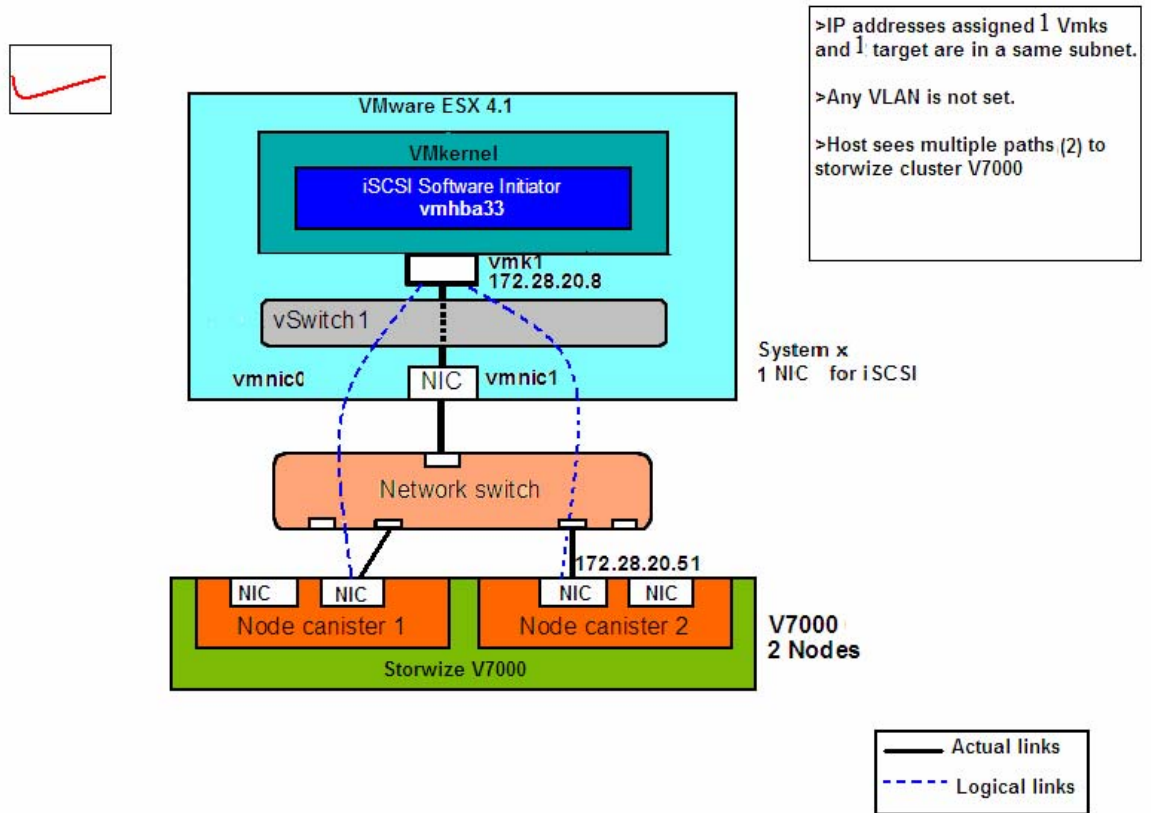 >IP addresses assigned 1 Vmks
and 1 target are in a same subnet.
>Any VLAN is not set.
>Host sees multiple paths (2) to
storwize cluster V7000
VMware ESX 4.1
VMkernel
iSCSI Software Initiator
vmhba33
vmk1
172.28.20.8
vSwitch1
System x
1 NIC for iSCSI
vmnic0
NIC
vmnic1
Network switch
172.28.20.51
NIC
NIC
NIC
NIC
Node canister 1
Node canister 2
V7000
2 Nodes
Storwize V7000
Actual links
Logical links